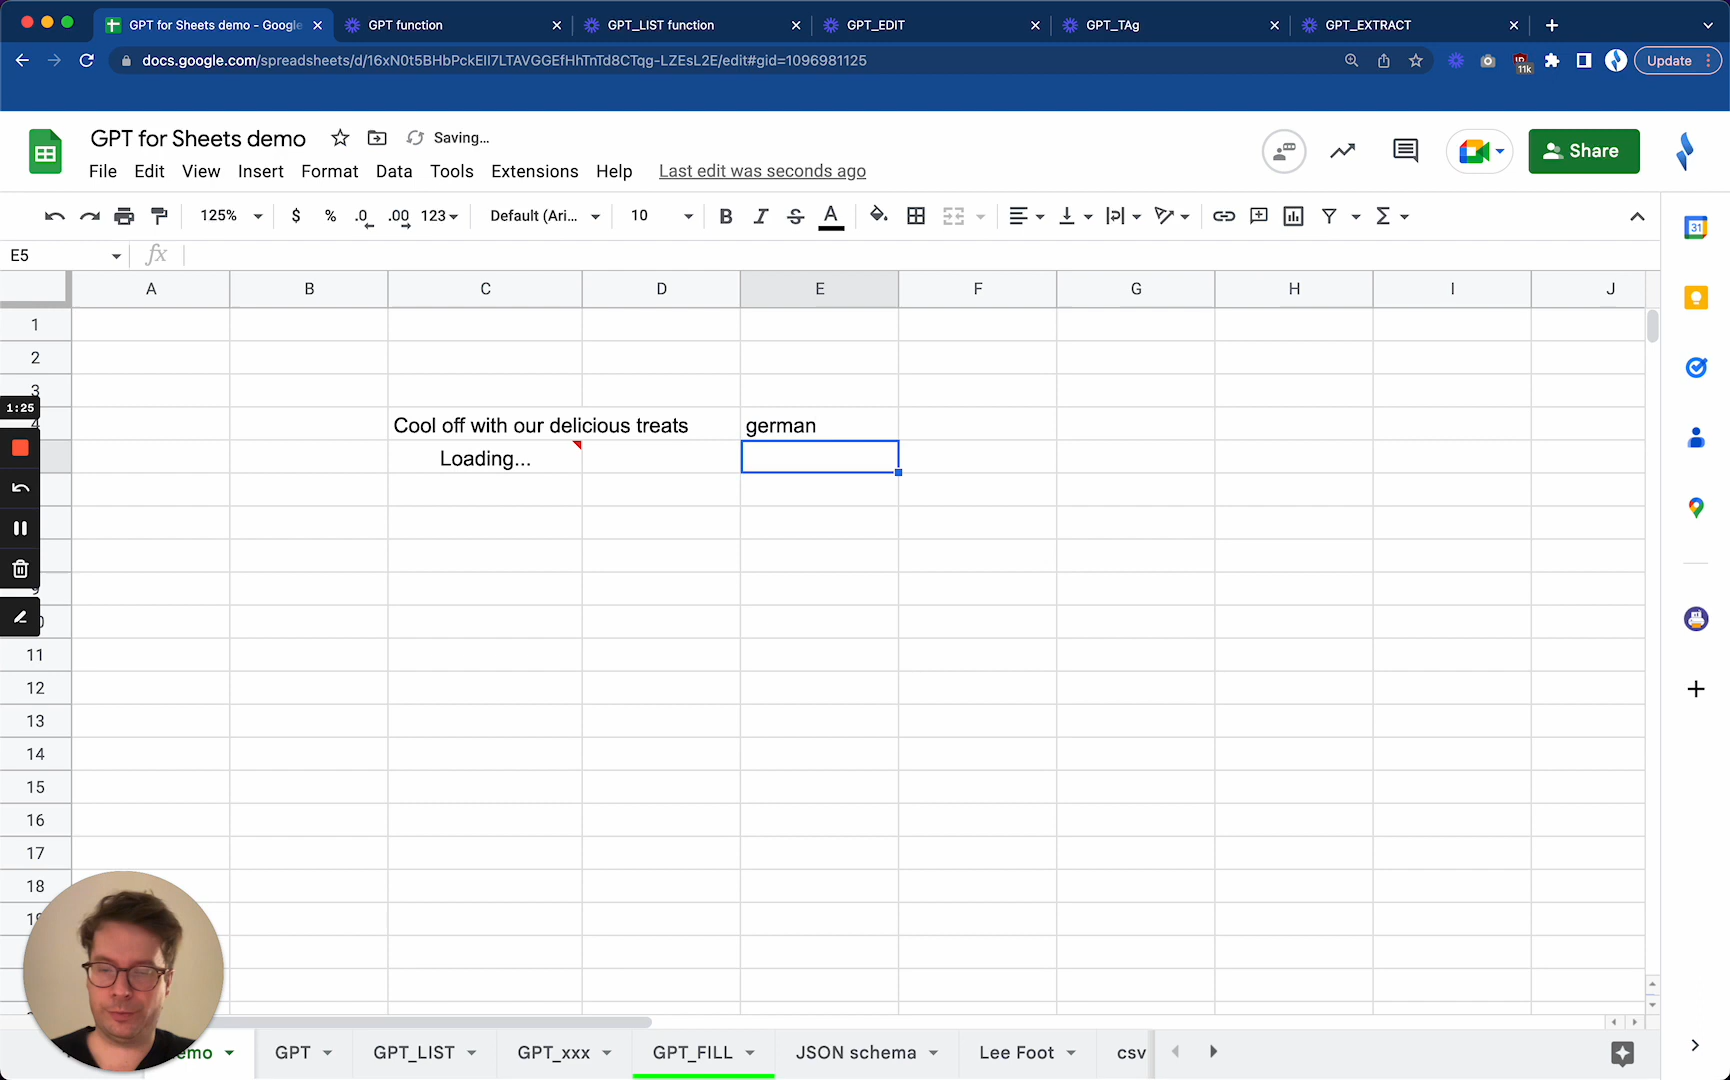 GPT for Sheets demo - Google
GPT function
GPT_LIST function
GPT_EDIT
GPT_TAg
GPT_EXTRACT
docs.google.com/spreadsheets/d/16xN0t5BHbPckEII7LTAVGGEfHhTnTd8CTqg-LZEsL2E/edit#gid=1096981125
11k
Update
GPT for Sheets demo
Saving...
File Edit View Insert Format Data Tools Extensions Help Last edit was seconds ago
Share
125% $ % .0 .00 123 Default (Ari... 10 B I S A Σ
31
E5 fx
A B C D E F G H I J
1
2
3
1:25
4 Cool off with our delicious treats german
Loading...
9
11
12
13
14
15
16
17
18
emo GPT GPT_LIST GPT_xxx GPT_FILL JSON schema Lee Foot csv